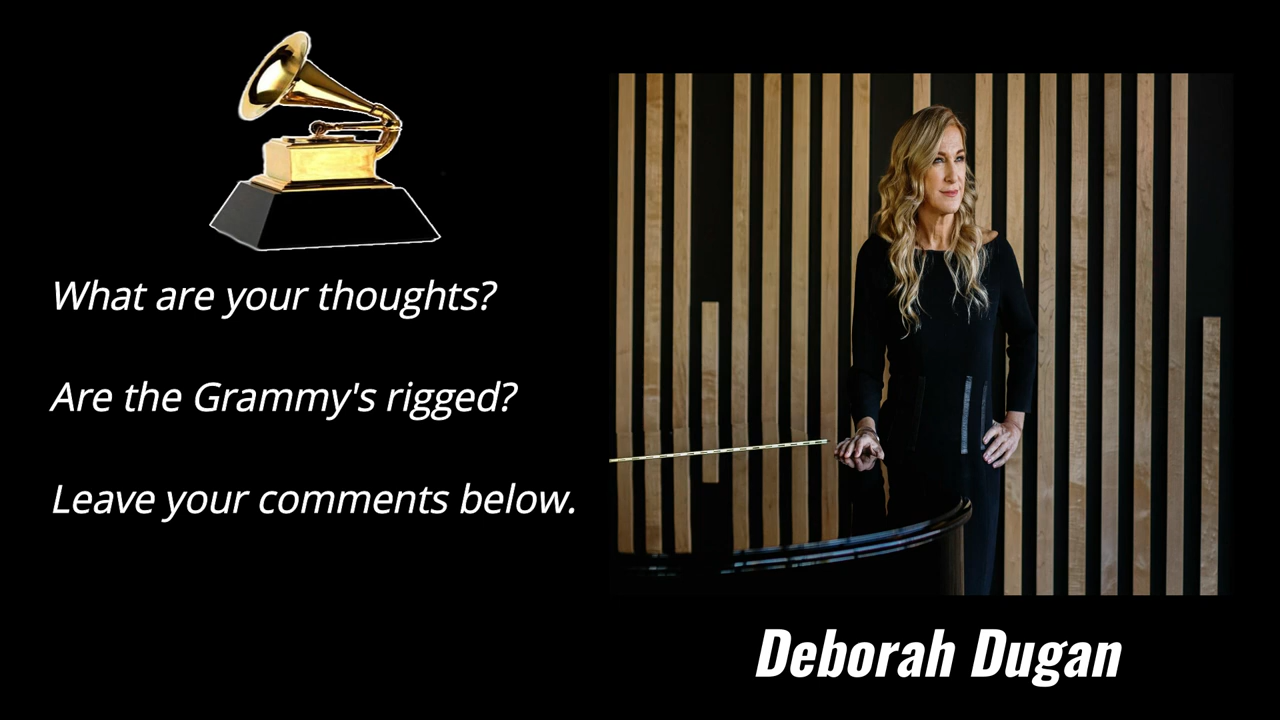 What are your thoughts?
Are the Grammy's rigged?
Leave your comments below.
Deborah Dugan